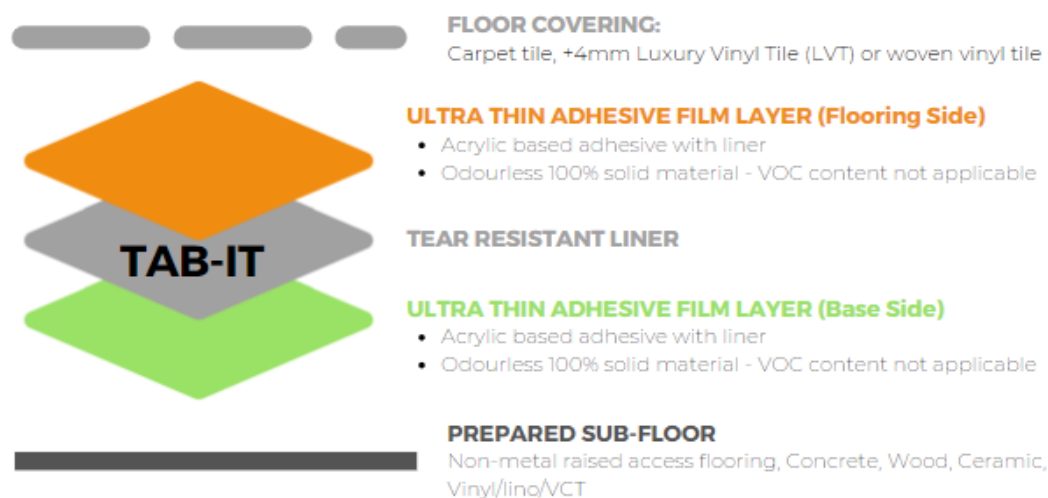 FLOOR COVERING:
Carpet tile, +4mm Luxury Vinyl Tile (LVT) or woven vinyl tile
ULTRA THIN ADHESIVE FILM LAYER (Flooring Side)
• Acrylic based adhesive with liner
• Odourless 100% solid material - VOC content not applicable
TAB-IT
TEAR RESISTANT LINER
ULTRA THIN ADHESIVE FILM LAYER (Base Side)
• Acrylic based adhesive with liner
• Odourless 100% solid material - VOC content not applicable
PREPARED SUB-FLOOR
Non-metal raised access flooring, Concrete, Wood, Ceramic,
Vinyl/lino/VCT